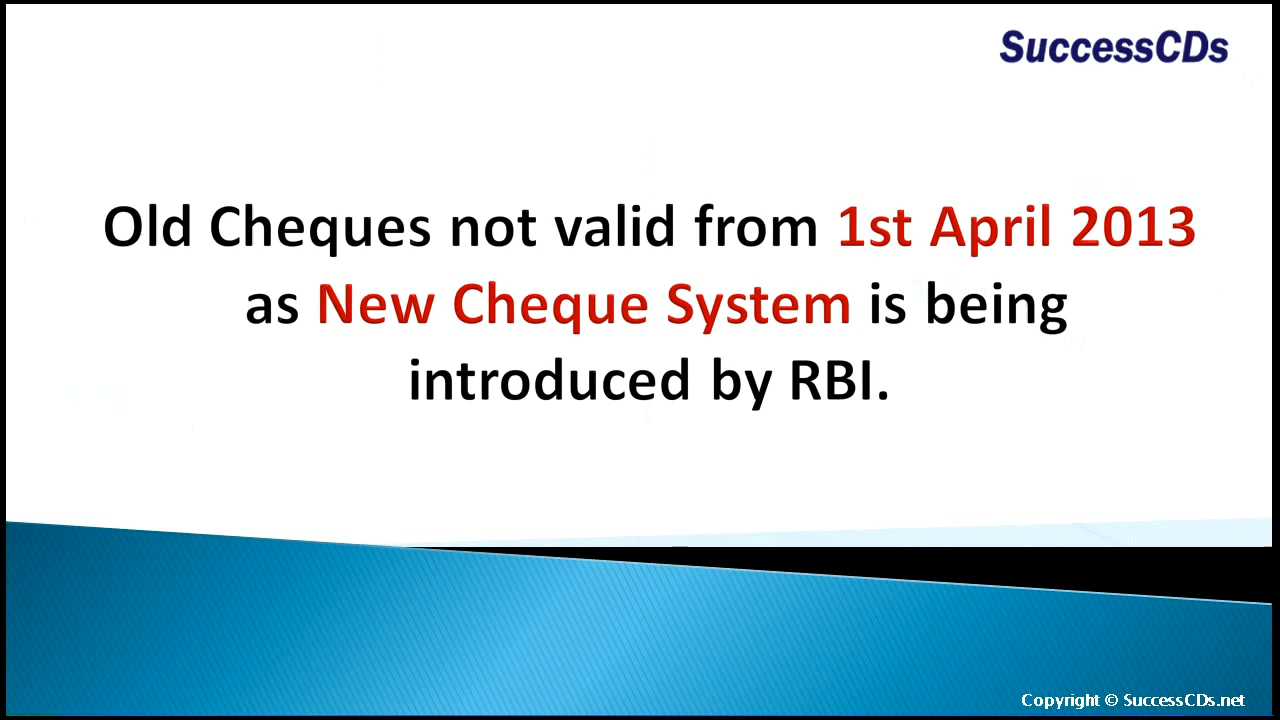 SuccessCDs
Old Cheques not valid from 1st April 2013
as New Cheque System is being
introduced by RBI.
Copyright © SuccessCDs.net